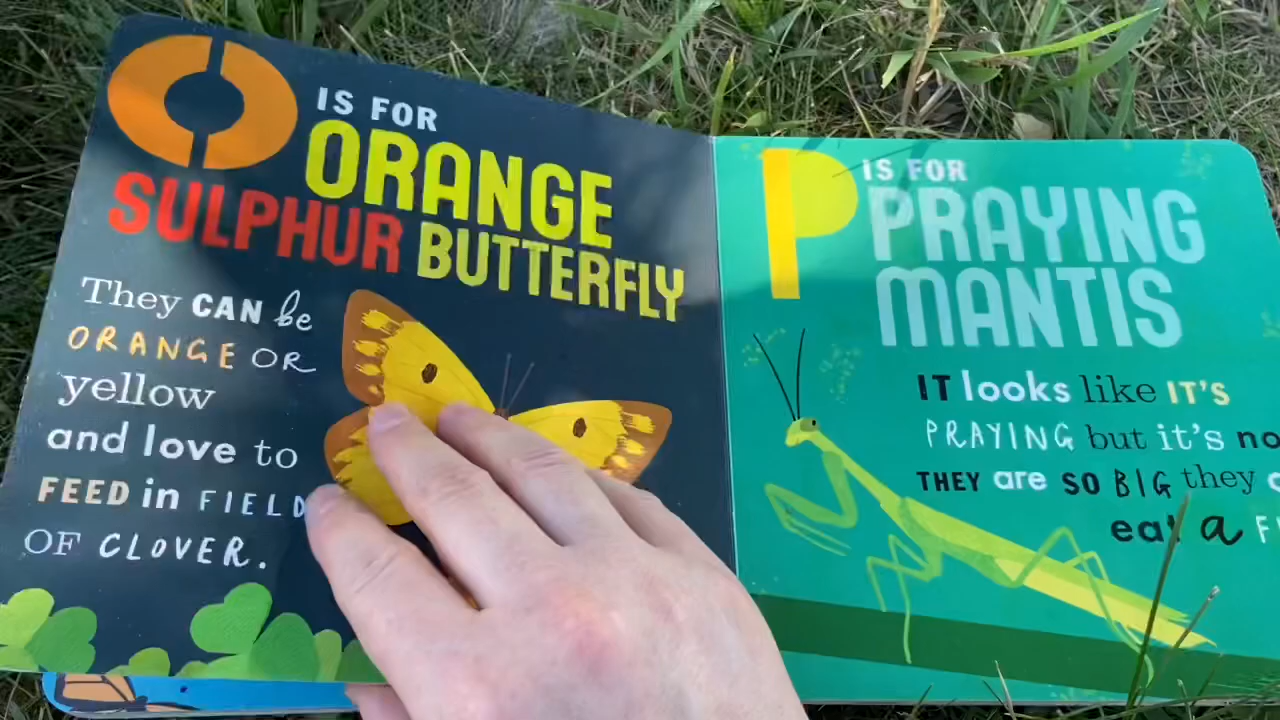 O IS FOR
ORANGE
SULPHUR BUTTERFLY
They CAN be
ORANGE OR
yellow
and love to
FEED in FIELD
OF CLOVER.
P IS FOR
PRAYING
MANTIS
IT looks like IT'S
PRAYING but it's
THEY are SO BIG they
eat a